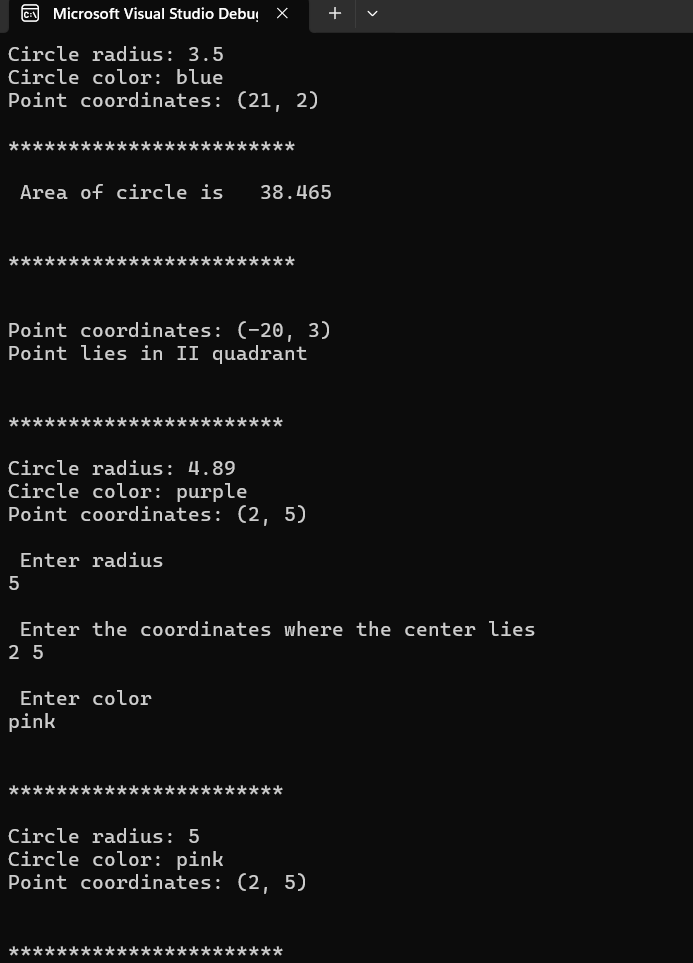 Microsoft Visual Studio Debug
Circle radius: 3.5
Circle color: blue
Point coordinates: (21, 2)
************************
Area of circle is   38.465
************************
Point coordinates: (-20, 3)
Point lies in II quadrant
***********************
Circle radius: 4.89
Circle color: purple
Point coordinates: (2, 5)
Enter radius
5
Enter the coordinates where the center lies
2 5
Enter color
pink
***********************
Circle radius: 5
Circle color: pink
Point coordinates: (2, 5)
***********************